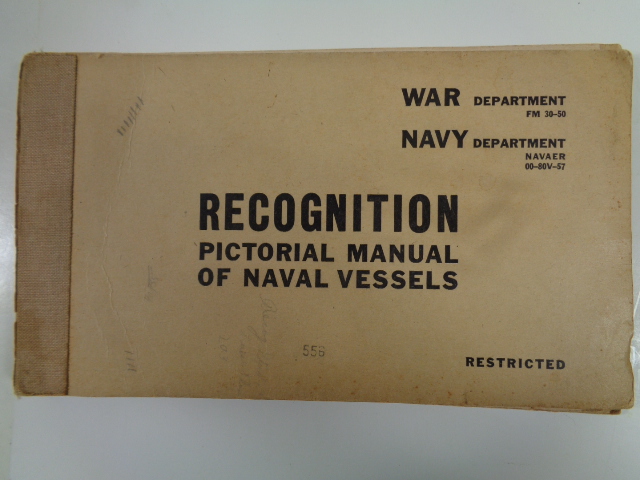 WAR DEPARTMENT
FM 30-50
NAVY DEPARTMENT
NAVAER
00-80V-57
RECOGNITION
PICTORIAL MANUAL
OF NAVAL VESSELS
556
RESTRICTED